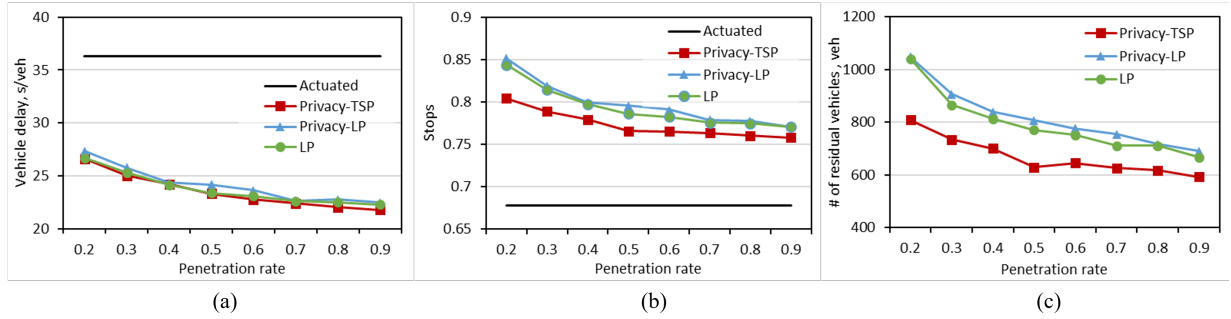 Vehicle delay, s/veh
40
35
30
25
20
Actuated
Privacy-TSP
Privacy-LP
LP
0.2 0.3 0.4 0.5 0.6 0.7 0.8 0.9
Penetration rate
(a)
Stops
0.9
0.85
0.8
0.75
0.7
0.65
Actuated
Privacy-TSP
Privacy-LP
LP
0.2 0.3 0.4 0.5 0.6 0.7 0.8 0.9
Penetration rate
(b)
# of residual vehicles, veh
1200
1000
800
600
400
Privacy-TSP
Privacy-LP
LP
0.2 0.3 0.4 0.5 0.6 0.7 0.8 0.9
Penetration rate
(c)